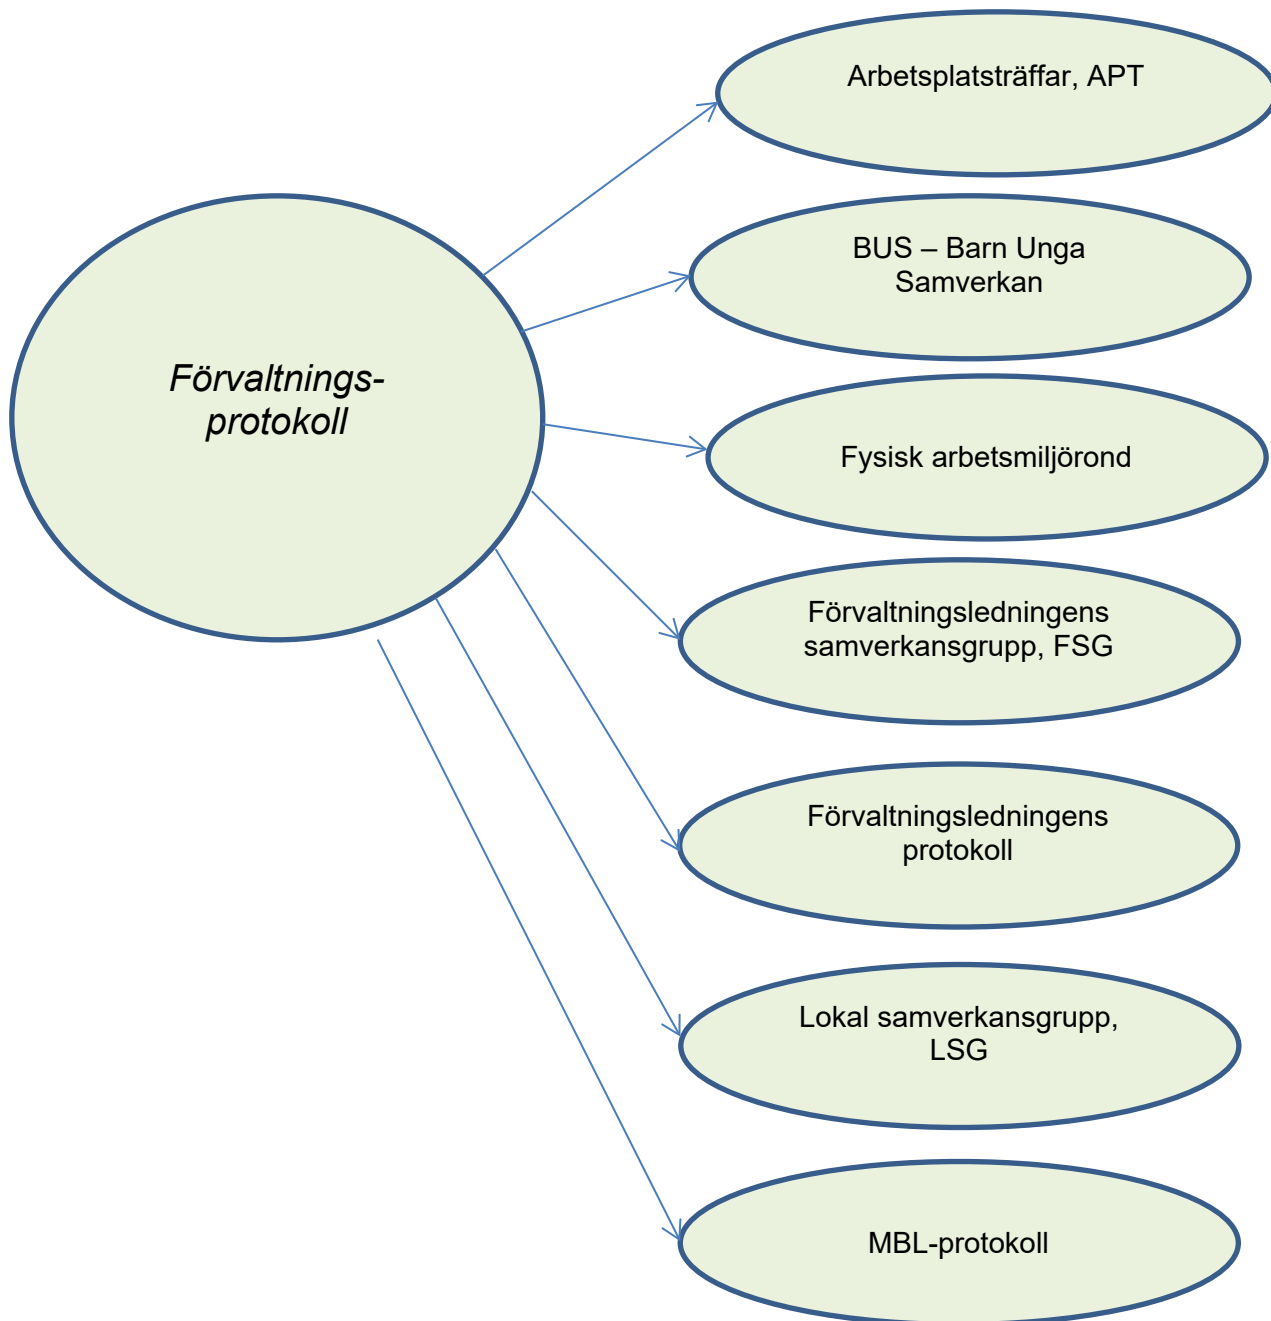 Arbetsplatsträffar, APT
BUS – Barn Unga
Samverkan
Förvaltnings-
protokoll
Fysisk arbetsmiljörond
Förvaltningsledningens
samverkansgrupp, FSG
Förvaltningsledningens
protokoll
Lokal samverkansgrupp,
LSG
MBL-protokoll